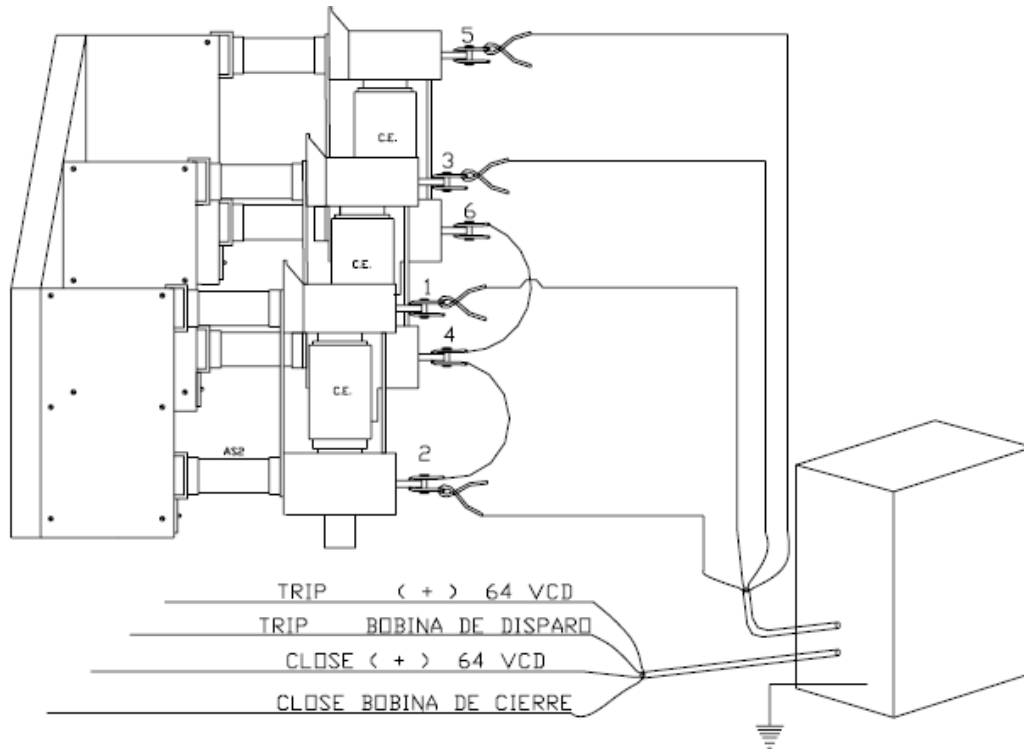 5
C.E.
3
6
C.E.
1
4
C.E.
AS2
2
TRIP ( + ) 64 VCD
TRIP BOBINA DE DISPARO
CLOSE ( + ) 64 VCD
CLOSE BOBINA DE CIERRE